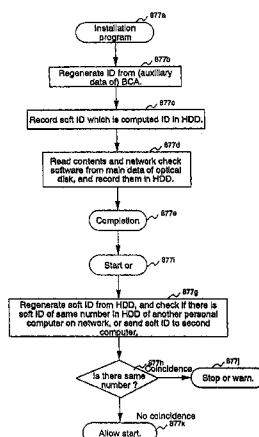 877a
Installation
program
877b
Regenerate ID from (auxiliary
data of) BCA.
877c
Record soft ID which is computed ID in HDD.
877d
Read contents and network check
software from main data of optical
disk, and record them in HDD.
877e
Completion
877i
Start or
877g
Regenerate soft ID from HDD, and check if there is
soft ID of same number in HDD of another personal
computer on network, or send soft ID to second
computer.
877h
Is there same
number ?
Coincidence
877j
Stop or warn.
No coincidence
877k
Allow start.